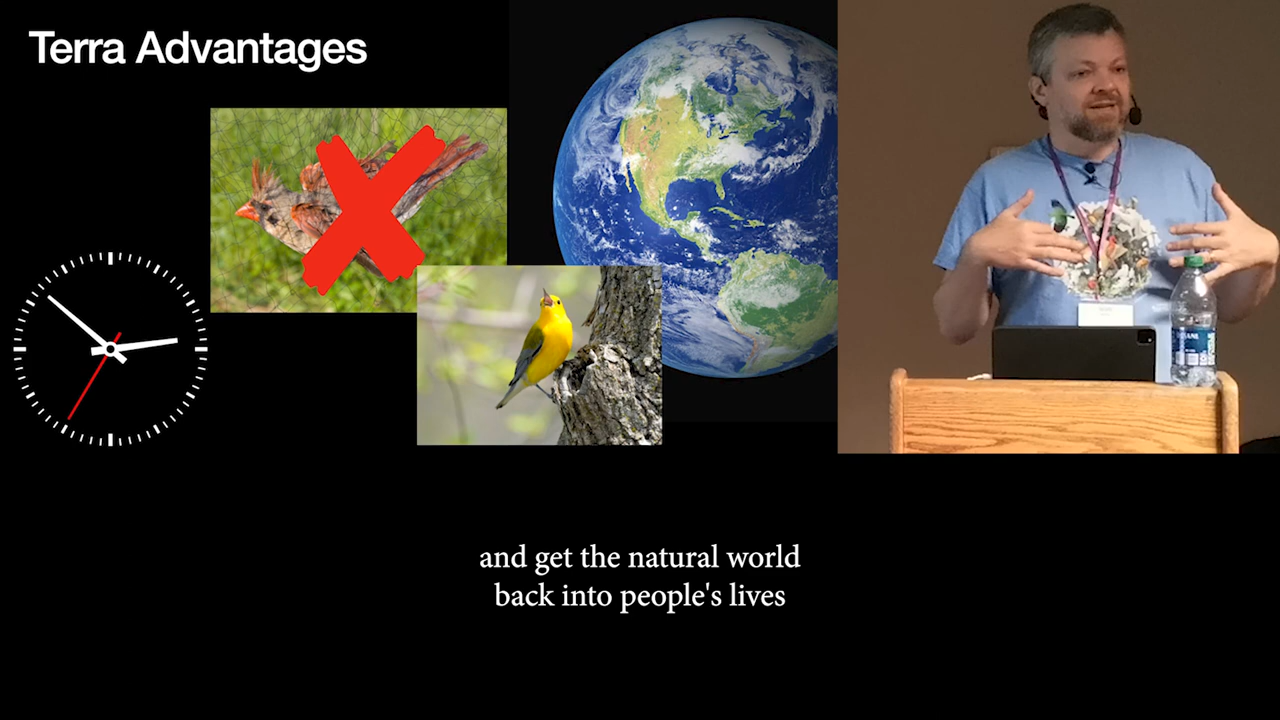 Terra Advantages
and get the natural world
back into people's lives